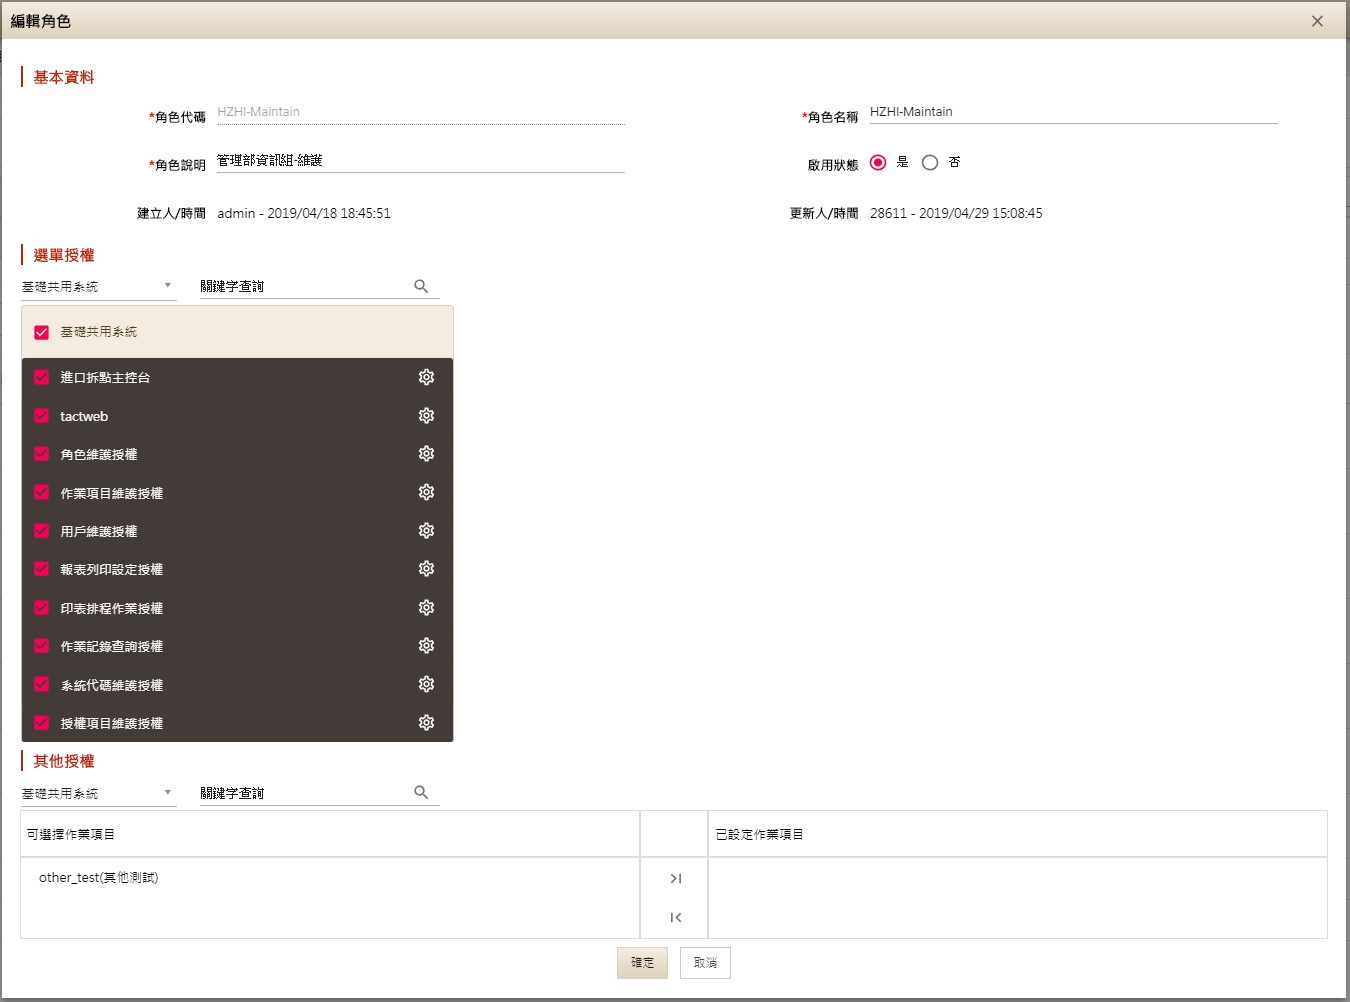 編輯角色
基本資料
*角色代碼 HZHI-Maintain *角色名稱 HZHI-Maintain
*角色說明 管理部資訊組-維護 啟用狀態 是 否
建立人/時間 admin - 2019/04/18 18:45:51 更新人/時間 28611 - 2019/04/29 15:08:45
選單授權
基礎共用系統 關鍵字查詢
基礎共用系統
進口拆點主控台
tactweb
角色維護授權
作業項目維護授權
用戶維護授權
報表列印設定授權
印表排程作業授權
作業記錄查詢授權
系統代碼維護授權
授權項目維護授權
其他授權
基礎共用系統 關鍵字查詢
可選擇作業項目 已設定作業項目
other_test(其他測試)
確定 取消